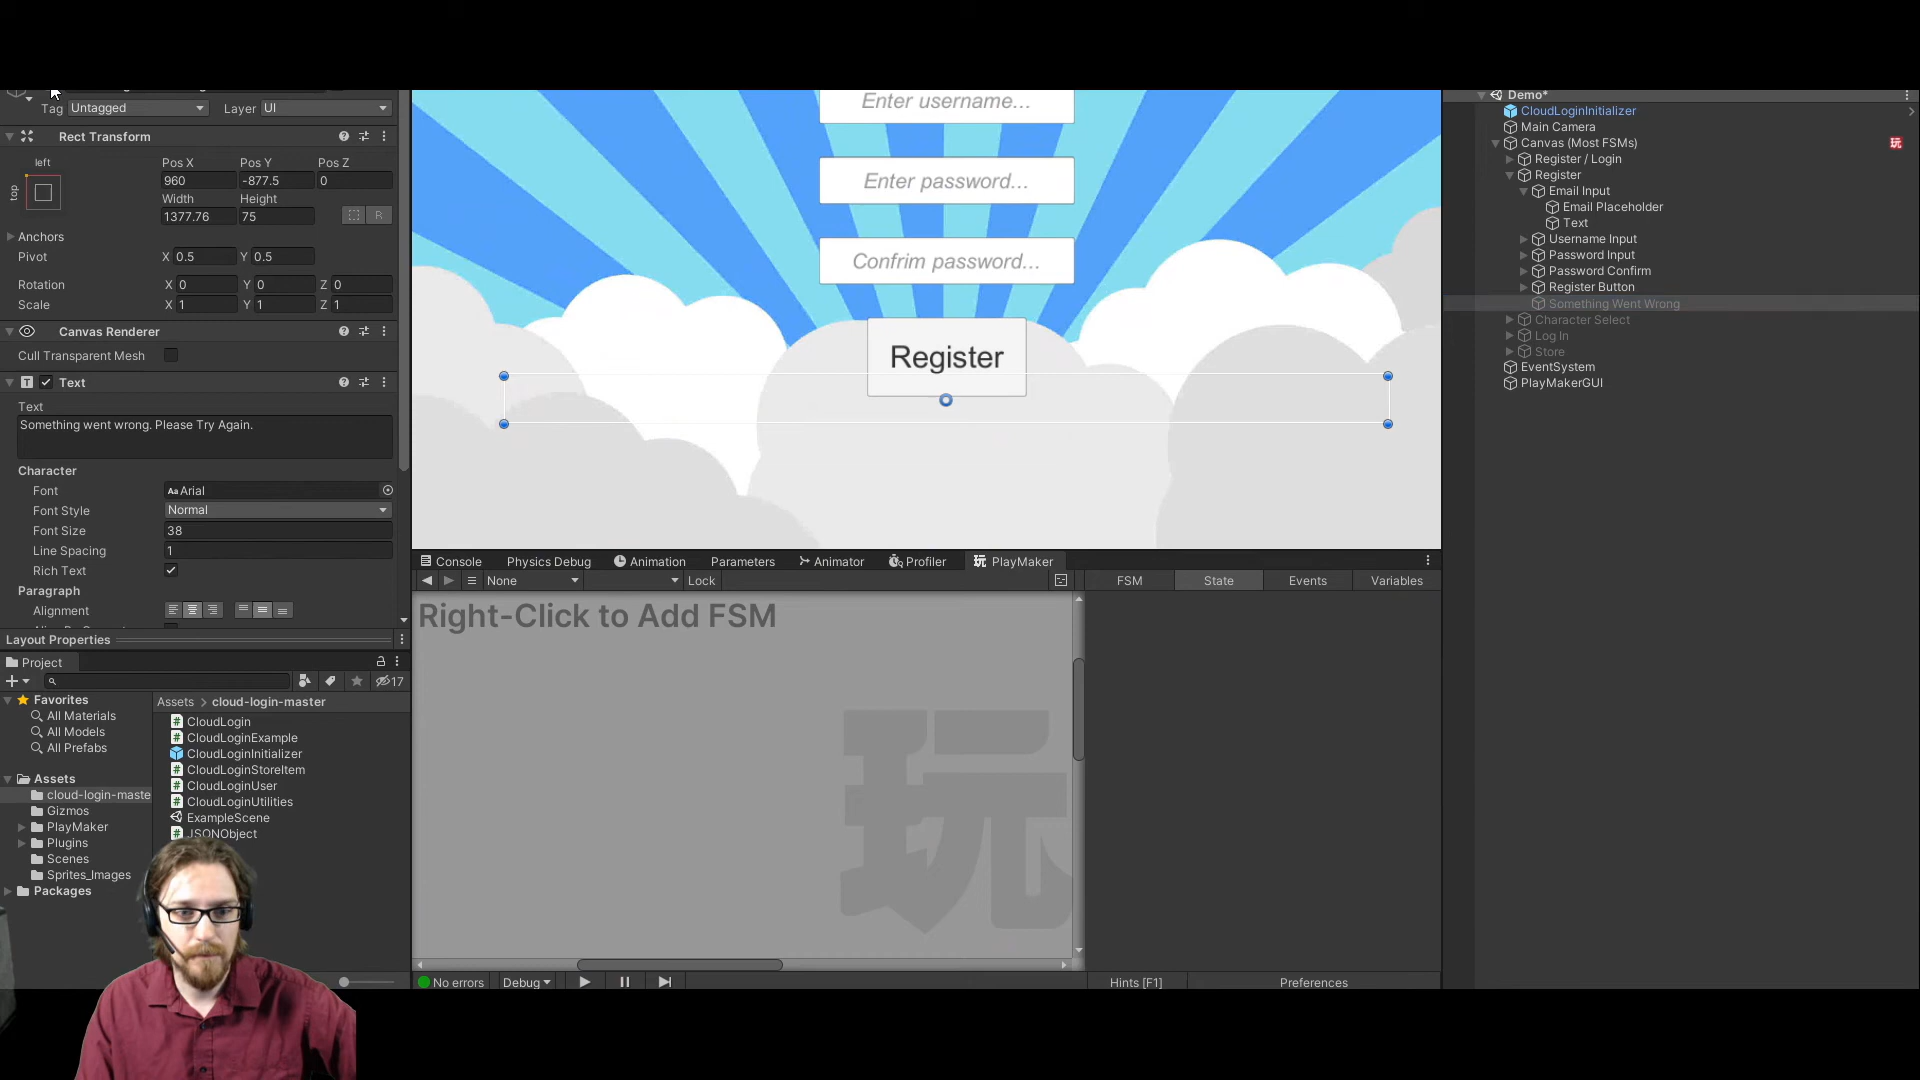 Tag Untagged Layer UI
Rect Transform
left
top
Pos X Pos Y Pos Z
960 -877.5 0
Width Height
1377.76 75
R
Anchors
Pivot X 0.5 Y 0.5
Rotation X 0 Y 0 Z 0
Scale X 1 Y 1 Z 1
Canvas Renderer
Cull Transparent Mesh
Text
Text
Something went wrong. Please Try Again.
Character
Font Aa Arial
Font Style Normal
Font Size 38
Line Spacing 1
Rich Text
Paragraph
Alignment
Layout Properties
Project
17
Favorites
All Materials
All Models
All Prefabs
Assets
cloud-login-maste
Gizmos
PlayMaker
Plugins
Scenes
Sprites_Images
Packages
Assets > cloud-login-master
CloudLogin
CloudLoginExample
CloudLoginInitializer
CloudLoginStoreItem
CloudLoginUser
CloudLoginUtilities
ExampleScene
JSONObject
Enter username...
Enter password...
Confrim password...
Register
Console Physics Debug Animation Parameters Animator Profiler 玩 PlayMaker
None Lock
FSM State Events Variables
Right-Click to Add FSM
玩
No errors Debug
Hints [F1] Preferences
Demo*
CloudLoginInitializer
Main Camera
Canvas (Most FSMs) 玩
Register / Login
Register
Email Input
Email Placeholder
Text
Username Input
Password Input
Password Confirm
Register Button
Something Went Wrong
Character Select
Log In
Store
EventSystem
PlayMakerGUI